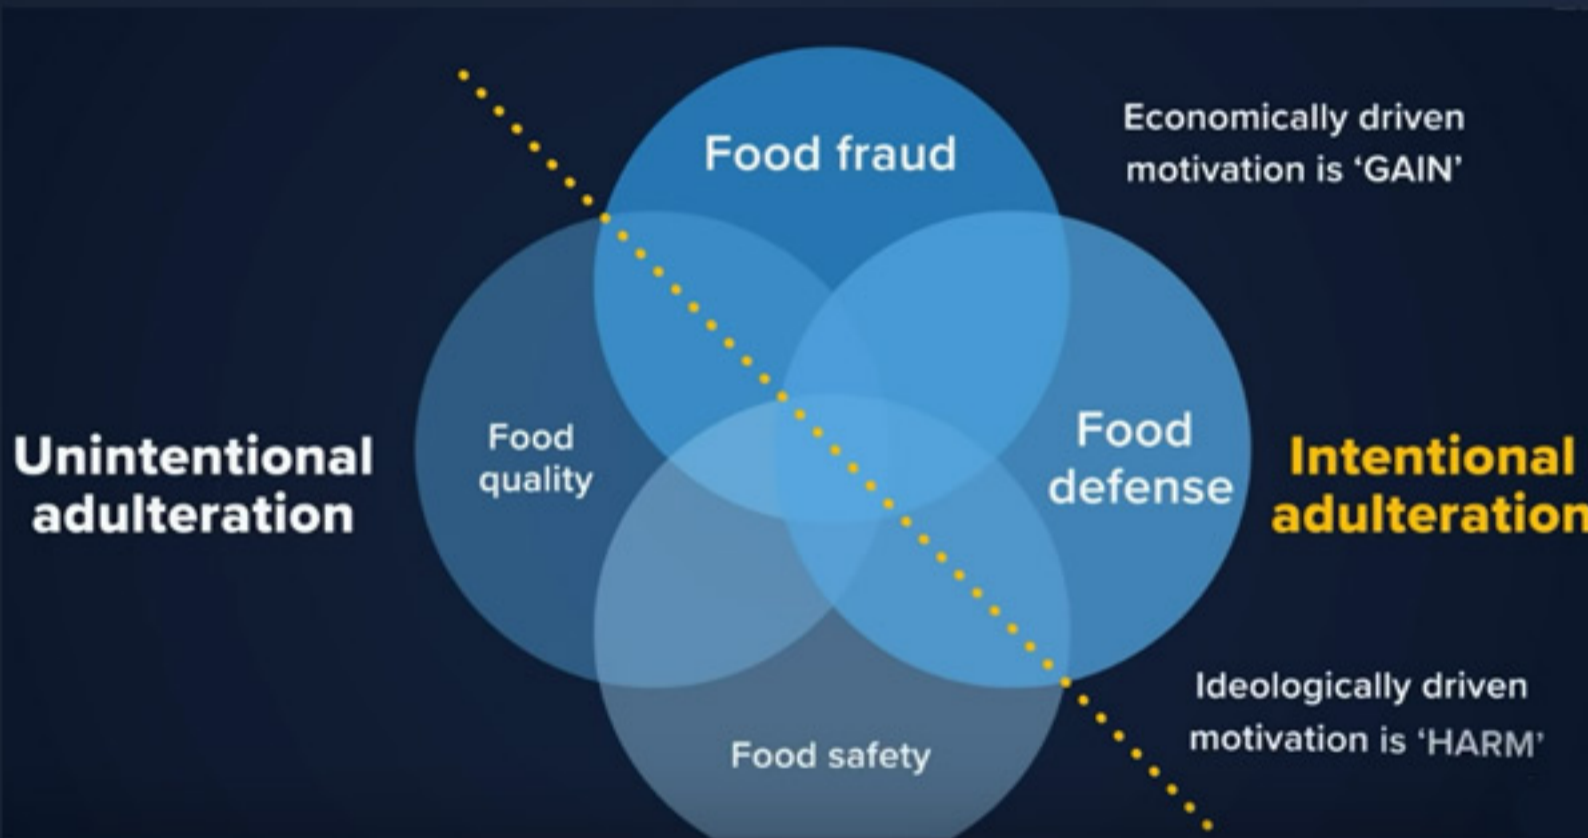 Food fraud
Economically driven
motivation is ‘GAIN’
Food
quality
Food
defense
Unintentional
adulteration
Intentional
adulteration
Ideologically driven
motivation is ‘HARM’
Food safety